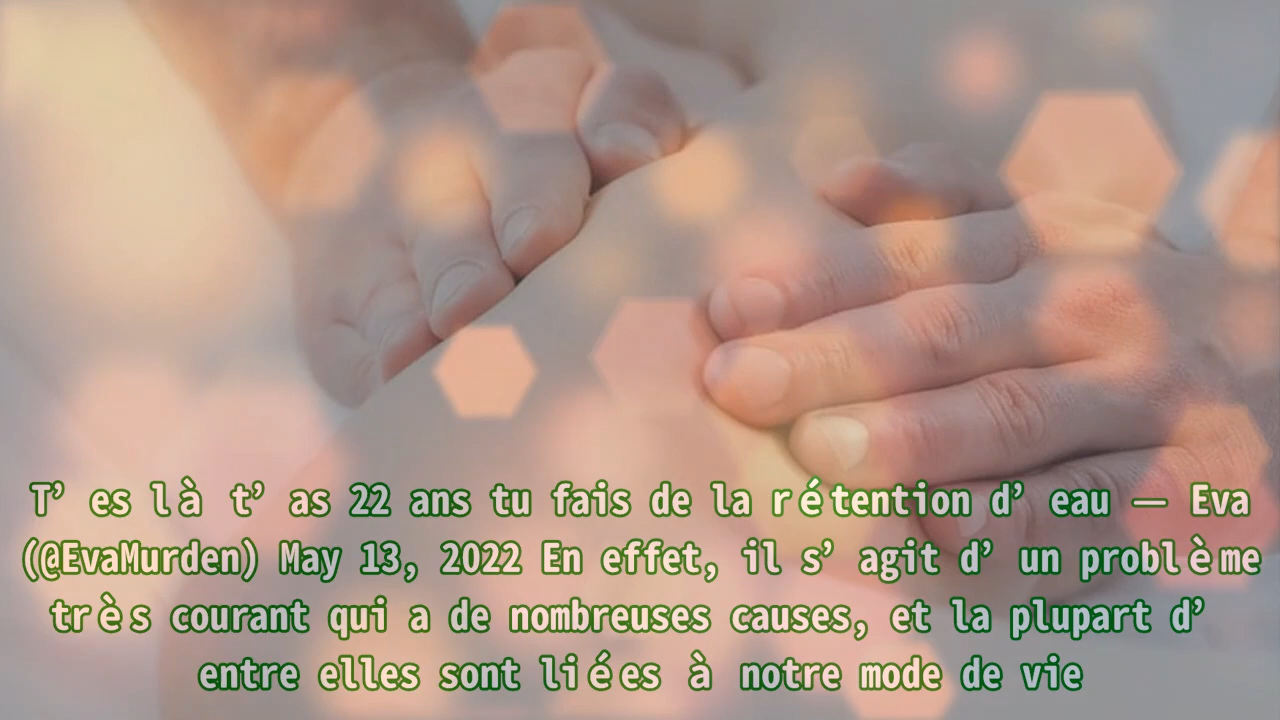 T’ es là t’ as 22 ans tu fais de la rétention d’ eau — Eva
(@EvaMurden) May 13, 2022 En effet, il s’ agit d’ un problème
très courant qui a de nombreuses causes, et la plupart d’
entre elles sont liées à notre mode de vie